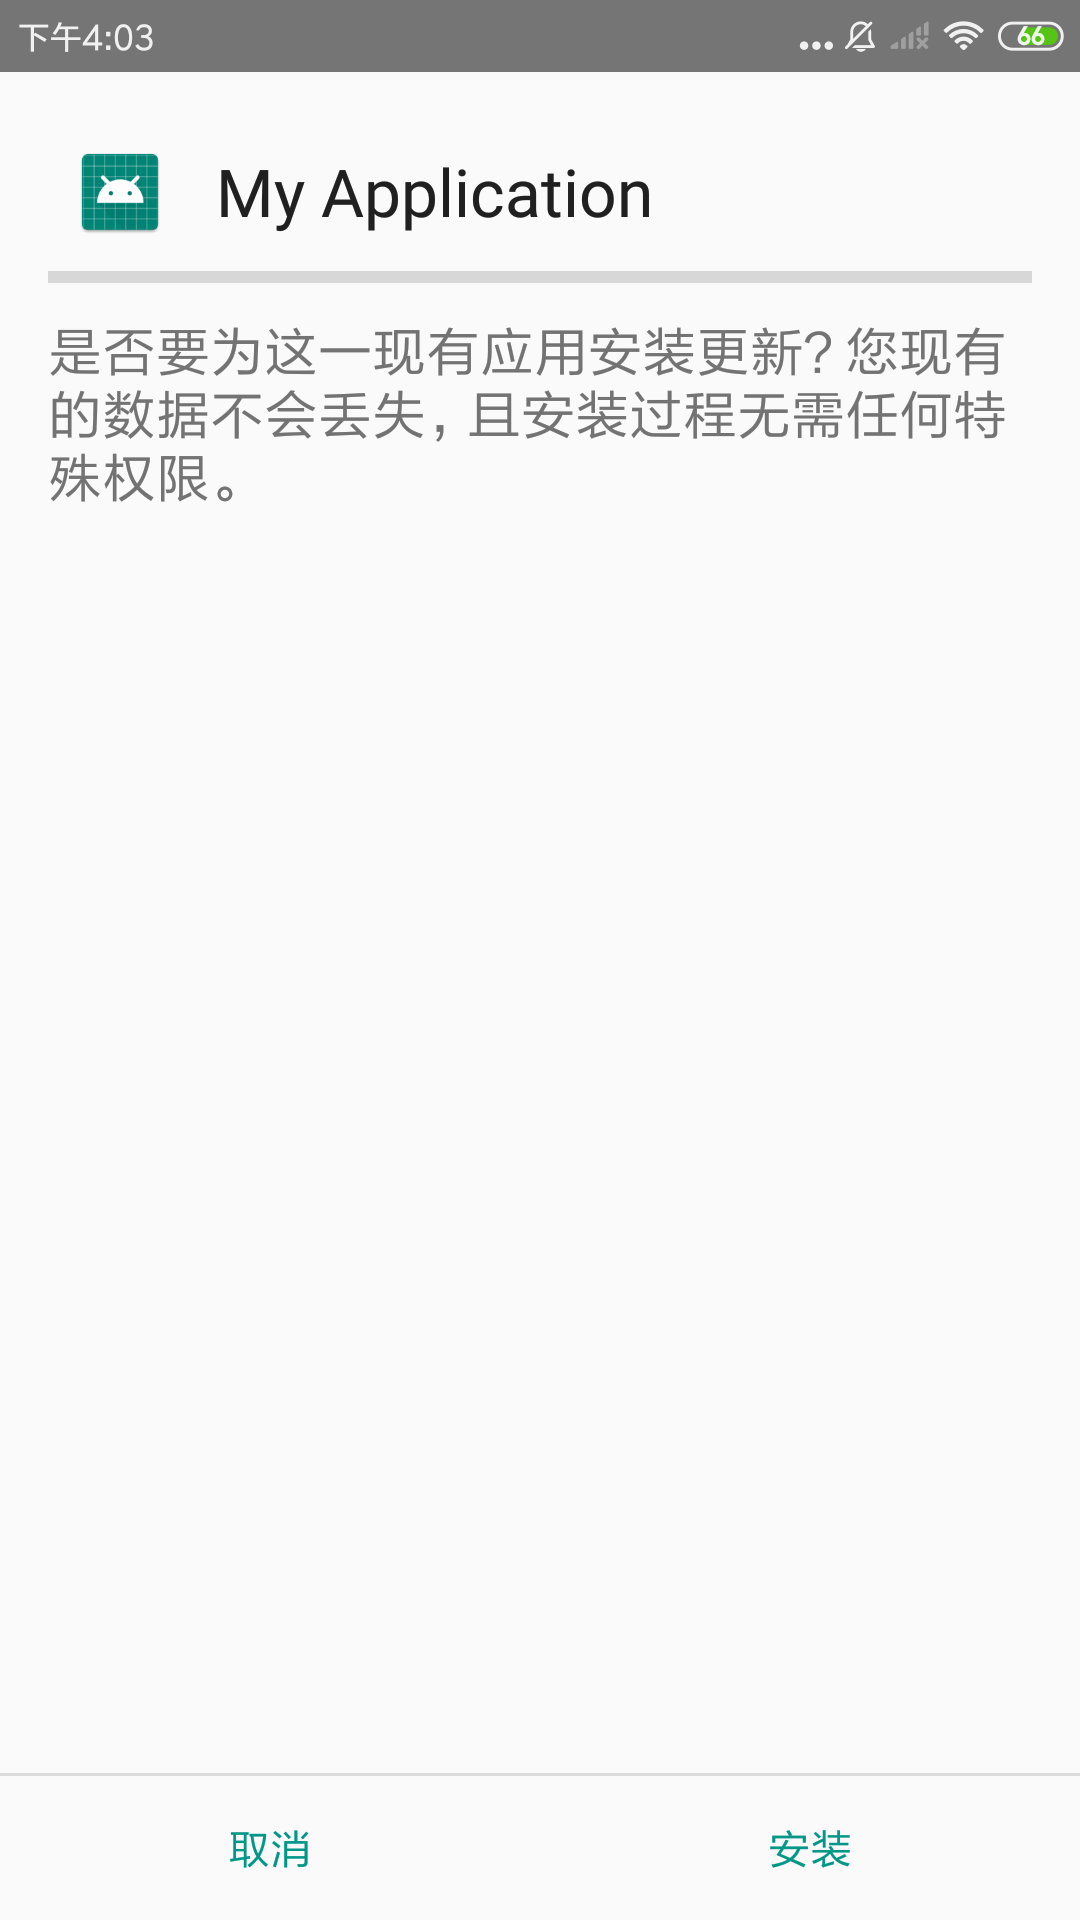 下午4:03
66
My Application
是否要为这一现有应用安装更新？您现有
的数据不会丢失，且安装过程无需任何特
殊权限。
取消
安装